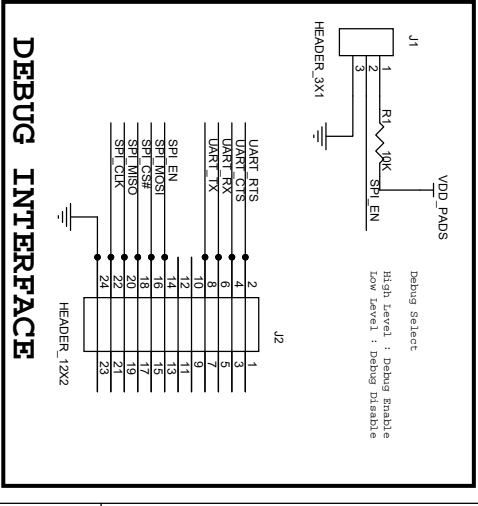 J1
HEADER_3X1
1
2
3
R1
10K
SPI_EN
VDD_PADS
Debug Select
High Level : Debug Enable
Low Level : Debug Disable
UART_RTS
UART_CTS
UART_RX
UART_TX
SPI_EN
SPI_MOSI
SPI_CS#
SPI_MISO
SPI_CLK
J2
2 1
4 3
6 5
8 7
10 9
12 11
14 13
16 15
18 17
20 19
22 21
24 23
HEADER_12X2
DEBUG INTERFACE